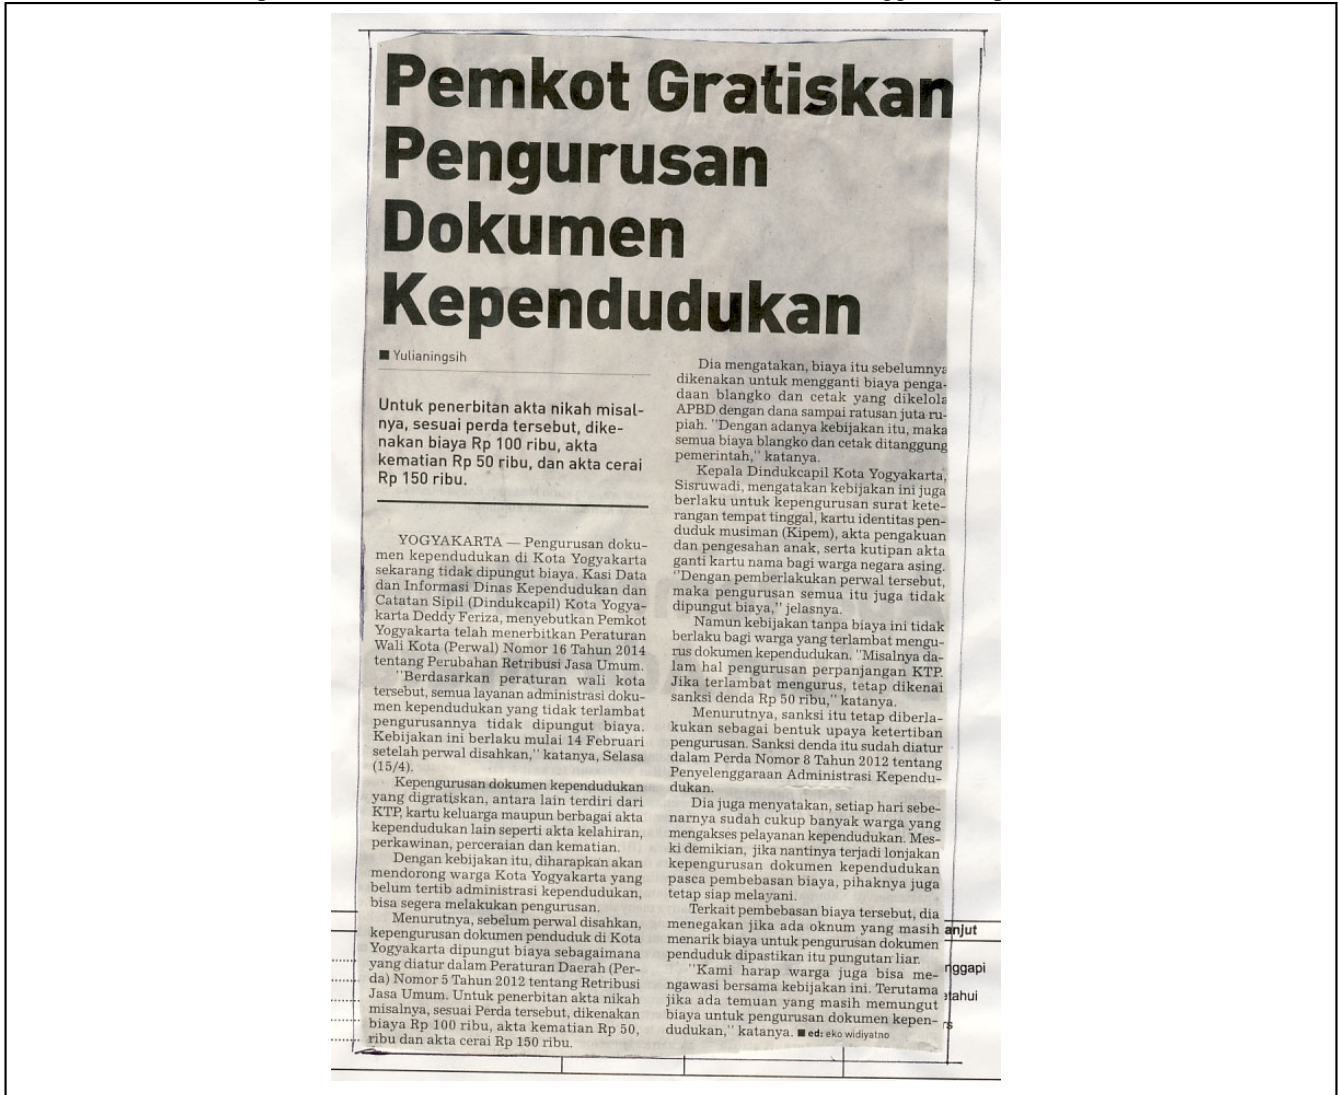 Pemkot Gratiskan
Pengurusan
Dokumen
Kependudukan
■ Yulianingsih
Untuk penerbitan akta nikah misal-
nya, sesuai perda tersebut, dike-
nakan biaya Rp 100 ribu, akta
kematian Rp 50 ribu, dan akta cerai
Rp 150 ribu.
YOGYAKARTA — Pengurusan doku-
men kependudukan di Kota Yogyakarta
sekarang tidak dipungut biaya. Kasi Data
dan Informasi Dinas Kependudukan dan
Catatan Sipil (Dindukcapil) Kota Yogya-
karta Deddy Feriza, menyebutkan Pemkot
Yogyakarta telah menerbitkan Peraturan
Wali Kota (Perwal) Nomor 16 Tahun 2014
tentang Perubahan Retribusi Jasa Umum.
"Berdasarkan peraturan wali kota
tersebut, semua layanan administrasi doku-
men kependudukan yang tidak terlambat
pengurusannya tidak dipungut biaya.
Kebijakan ini berlaku mulai 14 Februari
setelah perwal disahkan," katanya, Selasa
(15/4).
Kepengurusan dokumen kependudukan
yang digratiskan, antara lain terdiri dari
KTP, kartu keluarga maupun berbagai akta
kependudukan lain seperti akta kelahiran,
perkawinan, perceraian dan kematian.
Dengan kebijakan itu, diharapkan akan
mendorong warga Kota Yogyakarta yang
belum tertib administrasi kependudukan,
bisa segera melakukan pengurusan.
Menurutnya, sebelum perwal disahkan,
kepengurusan dokumen penduduk di Kota
Yogyakarta dipungut biaya sebagaimana
yang diatur dalam Peraturan Daerah (Per-
da) Nomor 5 Tahun 2012 tentang Retribusi
Jasa Umum. Untuk penerbitan akta nikah
misalnya, sesuai Perda tersebut, dikenakan
biaya Rp 100 ribu, akta kematian Rp 50,
ribu dan akta cerai Rp 150 ribu.
Dia mengatakan, biaya itu sebelumnya
dikenakan untuk mengganti biaya penga-
daan blangko dan cetak yang dikelola
APBD dengan dana sampai ratusan juta ru-
piah. "Dengan adanya kebijakan itu, maka
semua biaya blangko dan cetak ditanggung
pemerintah," katanya.
Kepala Dindukcapil Kota Yogyakarta,
Sisruwadi, mengatakan kebijakan ini juga
berlaku untuk kepengurusan surat kete-
rangan tempat tinggal, kartu identitas pen-
duduk musiman (Kipem), akta pengakuan
dan pengesahan anak, serta kutipan akta
ganti kartu nama bagi warga negara asing.
"Dengan pemberlakukan perwal tersebut,
maka pengurusan semua itu juga tidak
dipungut biaya," jelasnya.
Namun kebijakan tanpa biaya ini tidak
berlaku bagi warga yang terlambat mengu-
rus dokumen kependudukan. "Misalnya da-
lam hal pengurusan perpanjangan KTP.
Jika terlambat mengurus, tetap dikenai
sanksi denda Rp 50 ribu," katanya.
Menurutnya, sanksi itu tetap diberla-
kukan sebagai bentuk upaya ketertiban
pengurusan. Sanksi denda itu sudah diatur
dalam Perda Nomor 8 Tahun 2012 tentang
Penyelenggaraan Administrasi Kependu-
dukan.
Dia juga menyatakan, setiap hari sebe-
narnya sudah cukup banyak warga yang
mengakses pelayanan kependudukan. Mes-
ki demikian, jika nantinya terjadi lonjakan
kepengurusan dokumen kependudukan
pasca pembebasan biaya, pihaknya juga
tetap siap melayani.
Terkait pembebasan biaya tersebut, dia
menegakan jika ada oknum yang masih
menarik biaya untuk pengurusan dokumen
penduduk dipastikan itu pungutan liar.
"Kami harap warga juga bisa me-
ngawasi bersama kebijakan ini. Terutama
jika ada temuan yang masih memungut
biaya untuk pengurusan dokumen kepen-
dudukan," katanya. ■ ed: eko widiyatno
anjut
nggapi
etahui